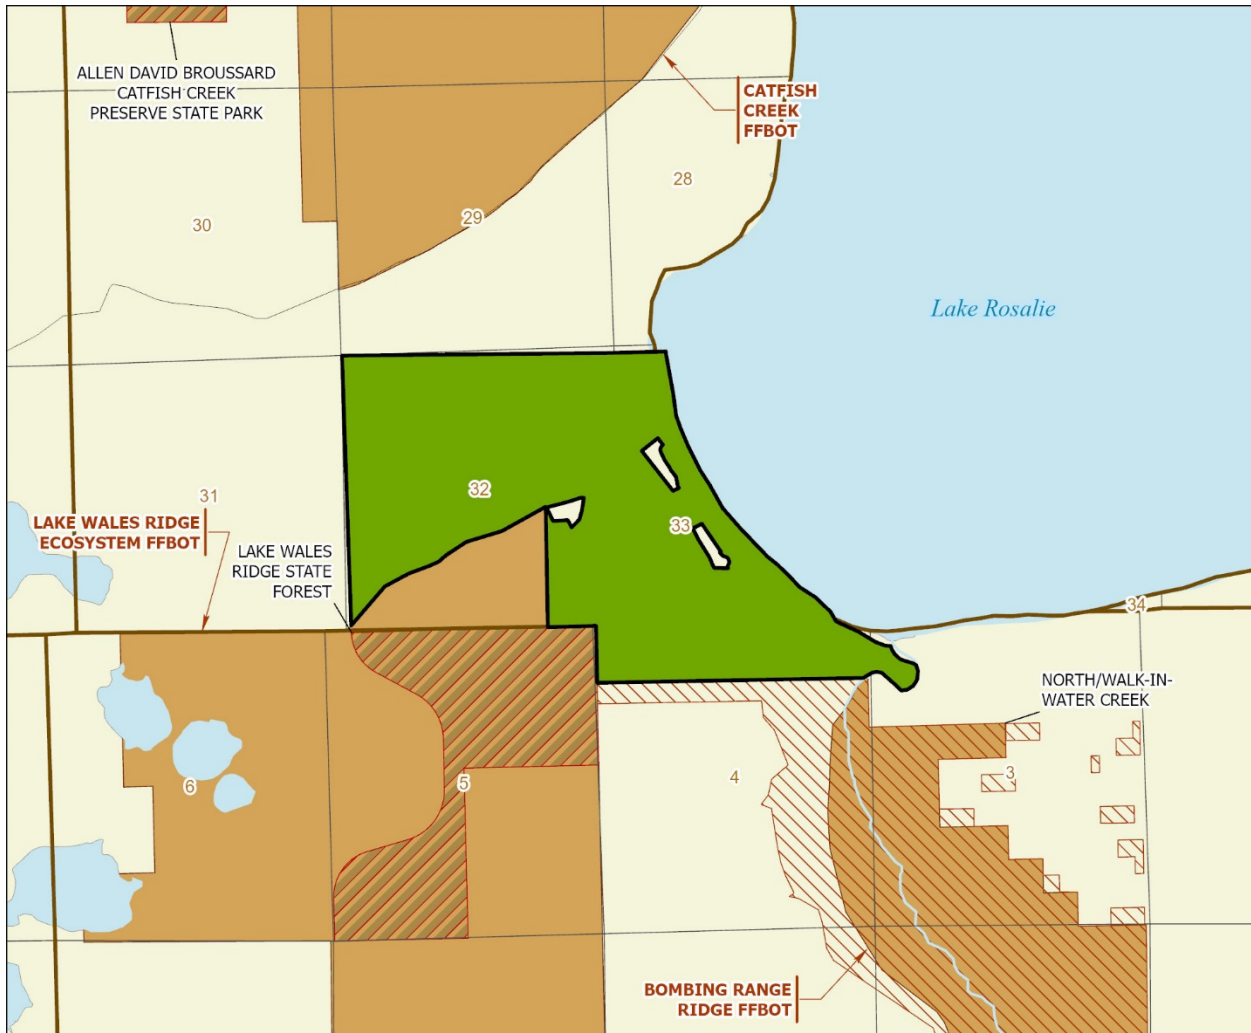 ALLEN DAVID BROUSSARD
CATFISH CREEK
PRESERVE STATE PARK
CATFISH
CREEK
FFBOT
28
29
30
Lake Rosalie
32
31
33
LAKE WALES RIDGE
ECOSYSTEM FFBOT
LAKE WALES
RIDGE STATE
FOREST
34
NORTH/WALK-IN-
WATER CREEK
6
5
4
3
BOMBING RANGE
RIDGE FFBOT